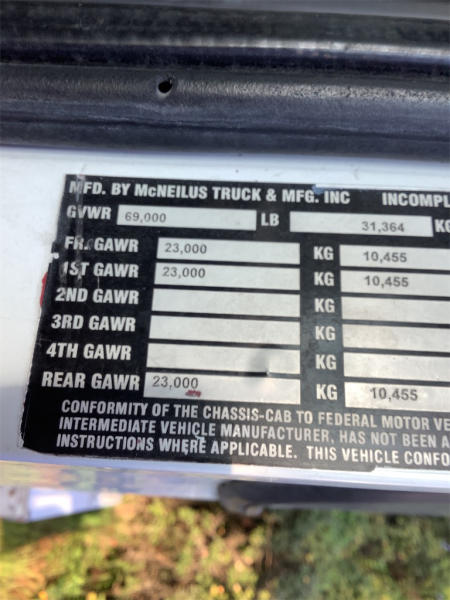 MFD. BY McNEILUS TRUCK & MFG. INC INCOMPL
GVWR 69,000 LB 31,364 KG
FR. GAWR 23,000 KG 10,455
1ST GAWR 23,000 KG 10,455
2ND GAWR KG
3RD GAWR KG
4TH GAWR KG
REAR GAWR 23,000 KG 10,455
CONFORMITY OF THE CHASSIS-CAB TO FEDERAL MOTOR VE
INTERMEDIATE VEHICLE MANUFACTURER, HAS NOT BEEN A
INSTRUCTIONS WHERE APPLICABLE. THIS VEHICLE CONFO